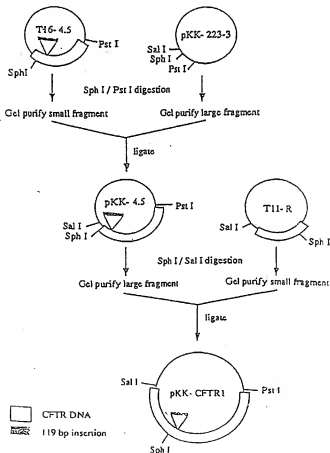 T16-4.5
Pst I
SphI
pKK-223-3
Sal I
Sph I
Pst I
Sph I / Pst I digestion
Gel purify small fragment
Gel purify large fragment
ligate
pKK-4.5
Pst I
Sal I
Sph I
T11-R
Sal I
Sph I
Sph I / Sal I digestion
Gel purify large fragment
Gel purify small fragment
ligate
Sal I
pKK-CFTR1
Pst I
Sph I
CFTR DNA
119 bp insertion